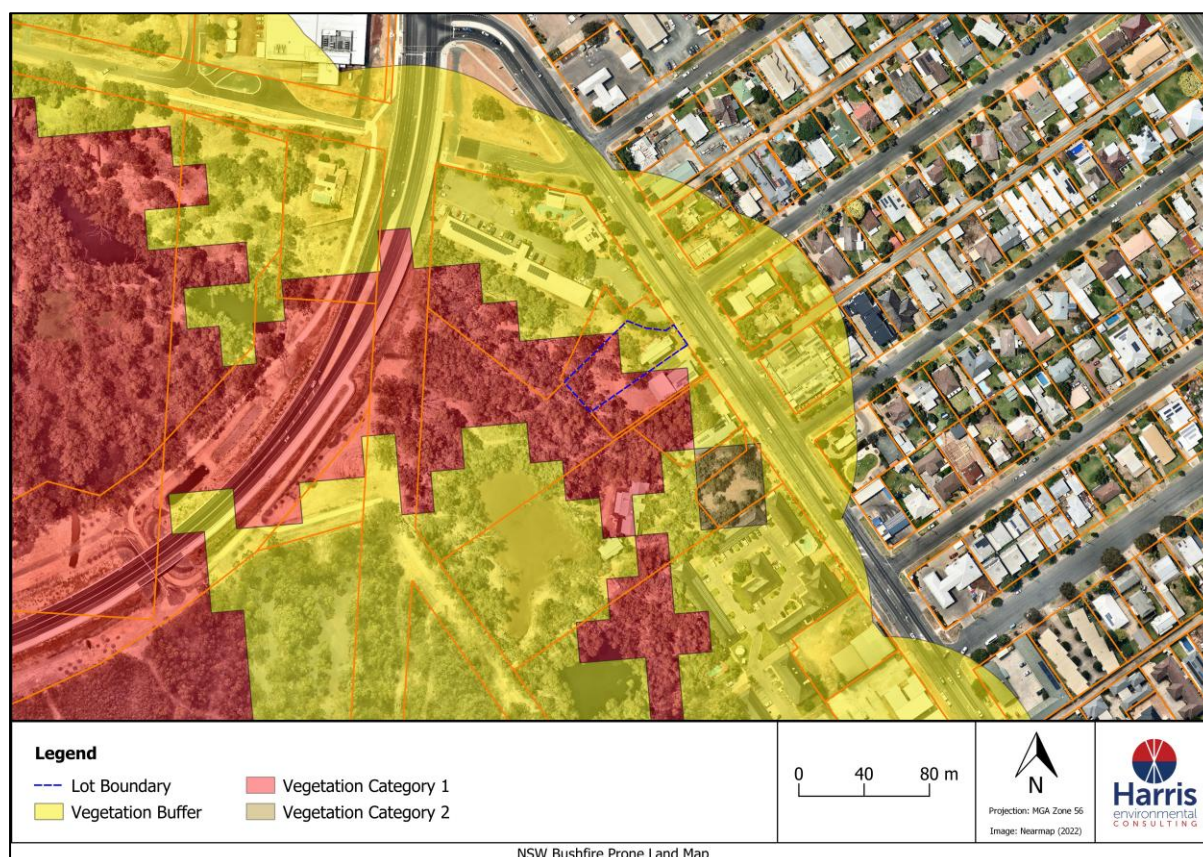 Legend
Lot Boundary
Vegetation Buffer
Vegetation Category 1
Vegetation Category 2
0 40 80 m
N
Projection: MGA Zone 56
Image: Nearmap (2022)
Harris
environmental
CONSULTING
NSW Bushfire Prone Land Map